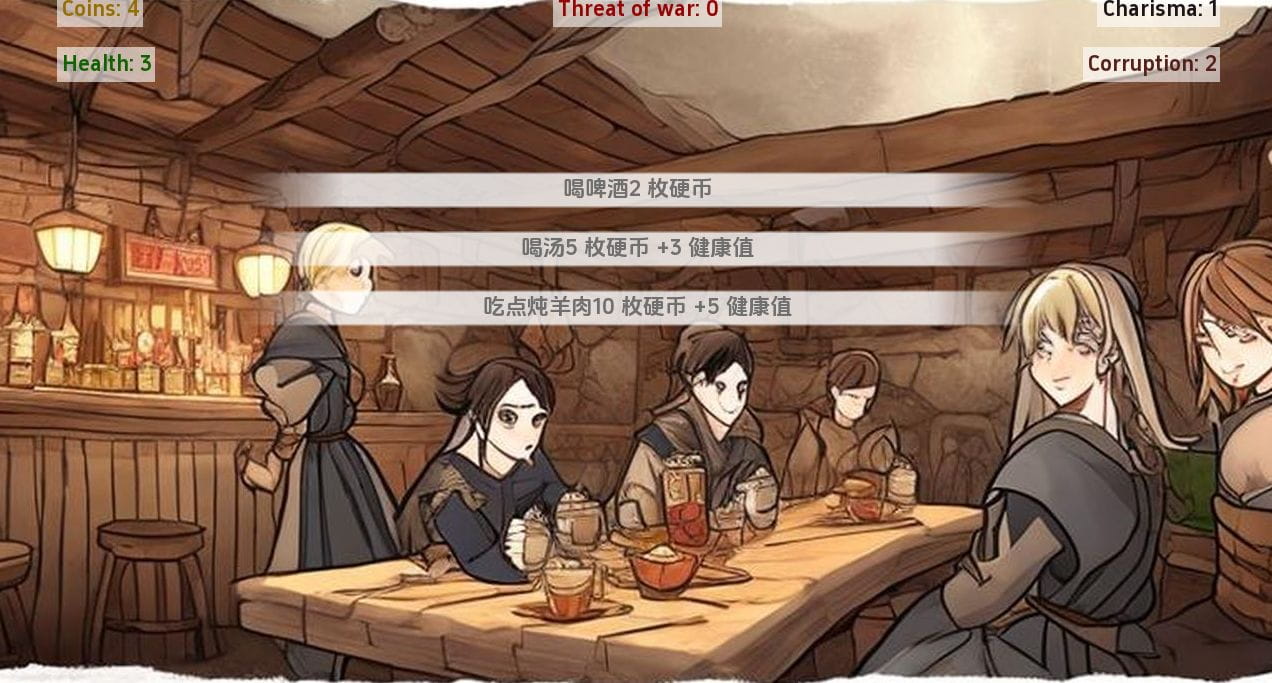 Coins: 4
Threat of war: 0
Charisma: 1
Health: 3
Corruption: 2
喝啤酒2 枚硬币
喝汤5 枚硬币 +3 健康值
吃点炖羊肉10 枚硬币 +5 健康值